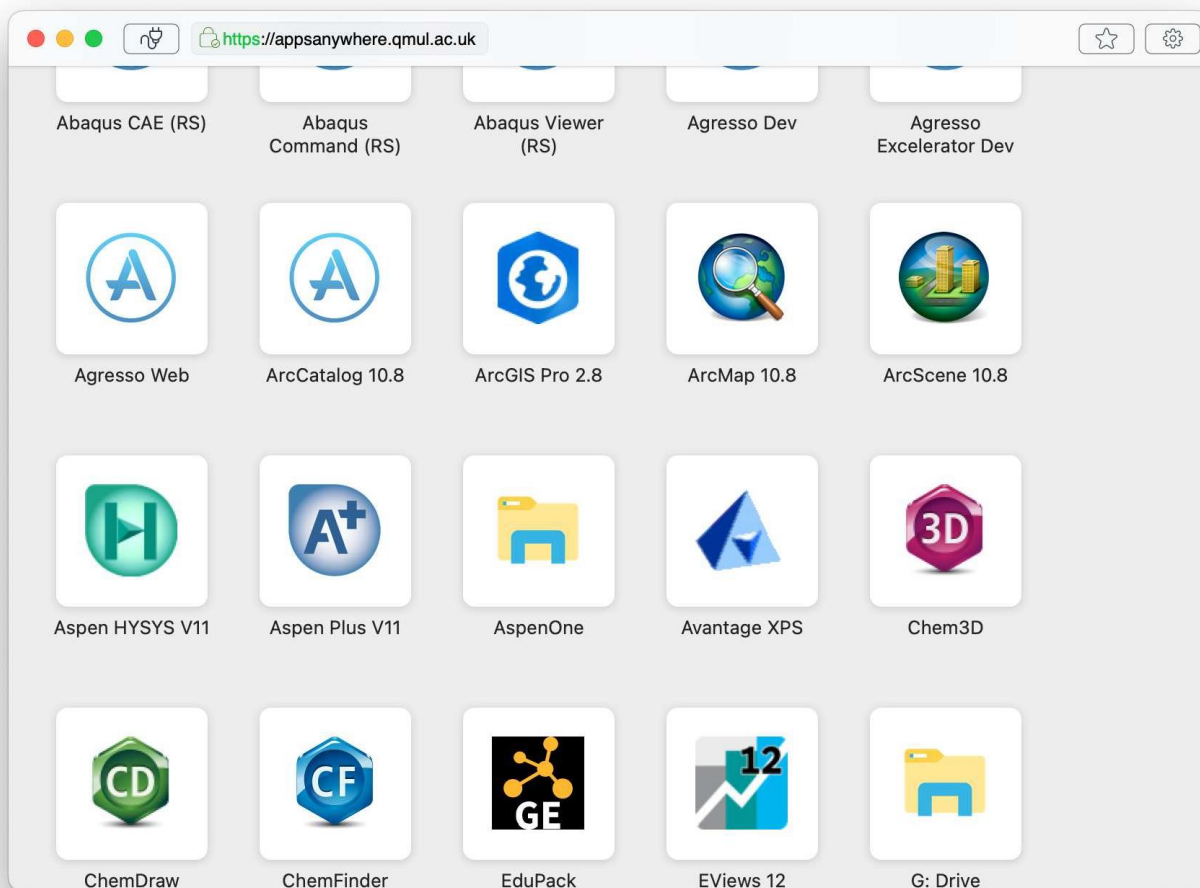 https://appsanywhere.qmul.ac.uk
Abaqus CAE (RS)
Abaqus
Command (RS)
Abaqus Viewer
(RS)
Agresso Dev
Agresso
Excelerator Dev
Agresso Web
ArcCatalog 10.8
ArcGIS Pro 2.8
ArcMap 10.8
ArcScene 10.8
H
A+
3D
Aspen HYSYS V11
Aspen Plus V11
AspenOne
Avantage XPS
Chem3D
CD
CF
GE
12
ChemDraw
ChemFinder
EduPack
EViews 12
G: Drive